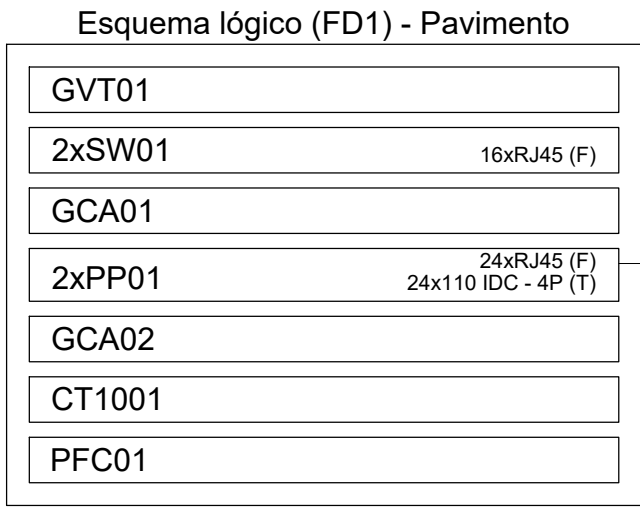 Esquema lógico (FD1) - Pavimento
GVT01
2xSW01 16xRJ45 (F)
GCA01
2xPP01 24xRJ45 (F)
24x110 IDC - 4P (T)
GCA02
CT1001
PFC01